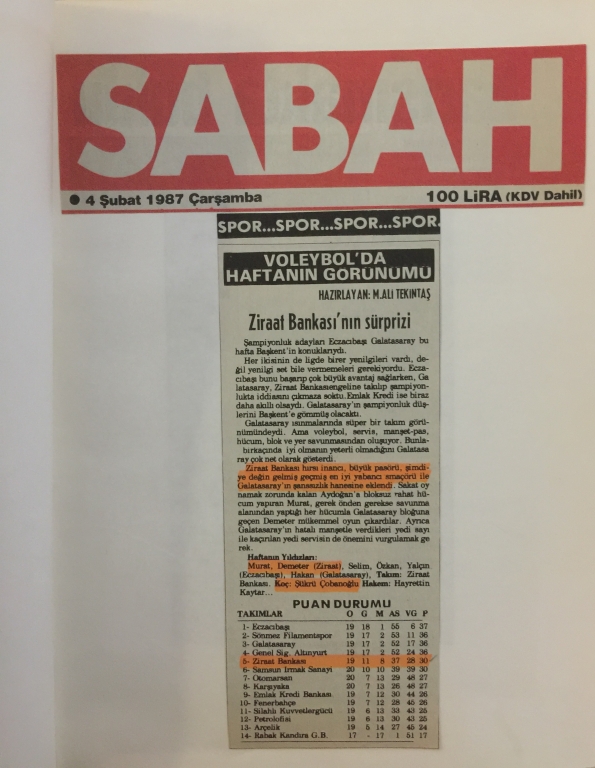 SABAH
● 4 Şubat 1987 Çarşamba 100 LiRA (KDV Dahil)
SPOR...SPOR...SPOR...SPOR.
VOLEYBOL'DA
HAFTANIN GÖRÜNÜMÜ
HAZIRLAYAN: M.ALİ TEKİNTAŞ
Ziraat Bankası'nın sürprizi
Şampiyonluk adayları Eczacıbaşı Galatasaray bu
hafta Başkent'in konuklarıydı.
Her ikisinin de ligde birer yenilgileri vardı, de-
ğil yenilgi set bile vermemeleri gerekiyordu. Ecza-
cıbaşı bunu başarıp çok büyük avantaj sağlarken, Ga
latasaray, Ziraat Bankasıengeline takılıp şampiyon-
lukta iddiasını çıkmaza soktu.Emlak Kredi ise biraz
daha akıllı olsaydı. Galatasaray'ın şampiyonluk düş-
lerini Başkent'e gömmüş olacaktı.
Galatasaray ısınmalarında süper bir takım görü-
nümündeydi. Ama voleybol, servis, manşet-pas,
hücum, blok ve yer savunmasından oluşuyor. Bunla-
bırkaçında iyi olmanın yeterli olmadığını Galatasa
ray çok net olarak gösterdi.
Ziraat Bankası hırsı inancı, büyük pasörü, şimdi-
ye değin gelmiş geçmiş en iyi yabancı smaçörü ile
Galatasaray'ın şanssızlık hanesine eklendi. Sakat oy
namak zorunda kalan Aydoğan'a bloksuz rahat hü-
cum yapıran Murat, gerek önden gerekse savunma
alanından yaptığı her hücumla Galatasaray bloğuna
geçen Demeter mükemmel oyun çıkardılar. Ayrıca
Galatasaray'ın hatalı manşetle verdikleri yedi sayı
ile kaçırılan yedi servisin de önemini vurgulamak ge
rek.
Haftanın Yıldızları:
Murat, Demeter (Ziraat), Selim, Özkan, Yalçın
(Eczacıbaşı), Hakan (Galatasaray), Takım: Ziraat
Bankası. Koç: Şükrü Çobanoğlu Hakem: Hayrettin
Kaytar...
PUAN DURUMU
TAKIMLAR O G M AS VG P
1- Eczacıbaşı 19 18 1 55 6 37
2- Sönmez Filamentspor 19 17 2 53 11 36
3- Galatasaray 19 17 2 52 17 36
4- Genel Sig. Altınyurt 19 17 2 52 24 36
5- Ziraat Bankası 19 11 8 37 28 30
6- Samsun Irmak Sanayi 20 10 10 39 39 30
7- Otomarsan 20 7 13 29 48 27
8- Karşıyaka 20 7 13 26 48 27
9- Emlak Kredi Bankası. 19 7 12 30 44 26
10- Fenerbahçe 19 7 12 28 45 26
11- Silahlı Kuvvetlergücü 19 6 13 33 43 25
12- Petrolofisi 19 6 13 30 43 25
13- Arçelik 19 5 14 27 45 24
14- Rabak Kandıra G.B. 17 - 17 1 51 17